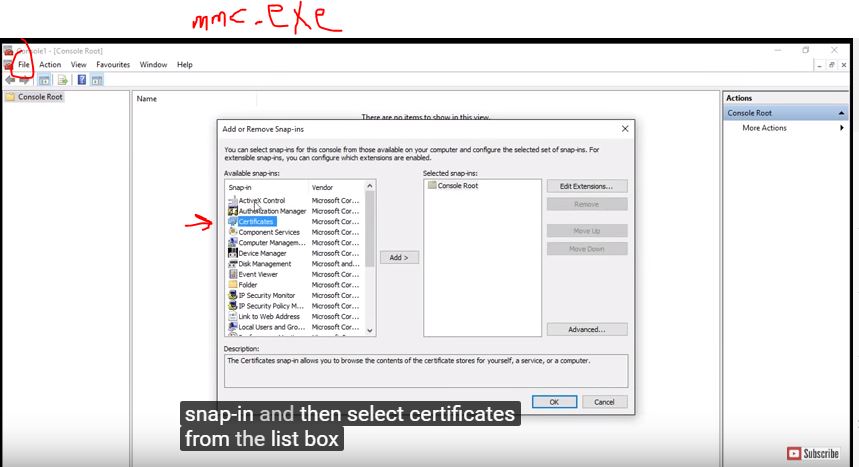 mmc.exe
Console1 - [Console Root]
File Action View Favourites Window Help
Console Root
Name
There are no items to show in this view.
Actions
Console Root
More Actions
Add or Remove Snap-ins
You can select snap-ins for this console from those available on your computer and configure the selected set of snap-ins. For
extensible snap-ins, you can configure which extensions are enabled.
Available snap-ins:
Snap-in Vendor
ActiveX Control Microsoft Cor...
Authorization Manager Microsoft Cor...
Certificates Microsoft Cor...
Component Services Microsoft Cor...
Computer Managem... Microsoft Cor...
Device Manager Microsoft Cor...
Disk Management Microsoft and...
Event Viewer Microsoft Cor...
Folder Microsoft Cor...
IP Security Monitor Microsoft Cor...
IP Security Policy M... Microsoft Cor...
Link to Web Address Microsoft Cor...
Local Users and Gro... Microsoft Cor...
Add >
Selected snap-ins:
Console Root
Edit Extensions...
Remove
Move Up
Move Down
Advanced...
Description:
The Certificates snap-in allows you to browse the contents of the certificate stores for yourself, a service, or a computer.
OK Cancel
snap-in and then select certificates
from the list box
Subscribe